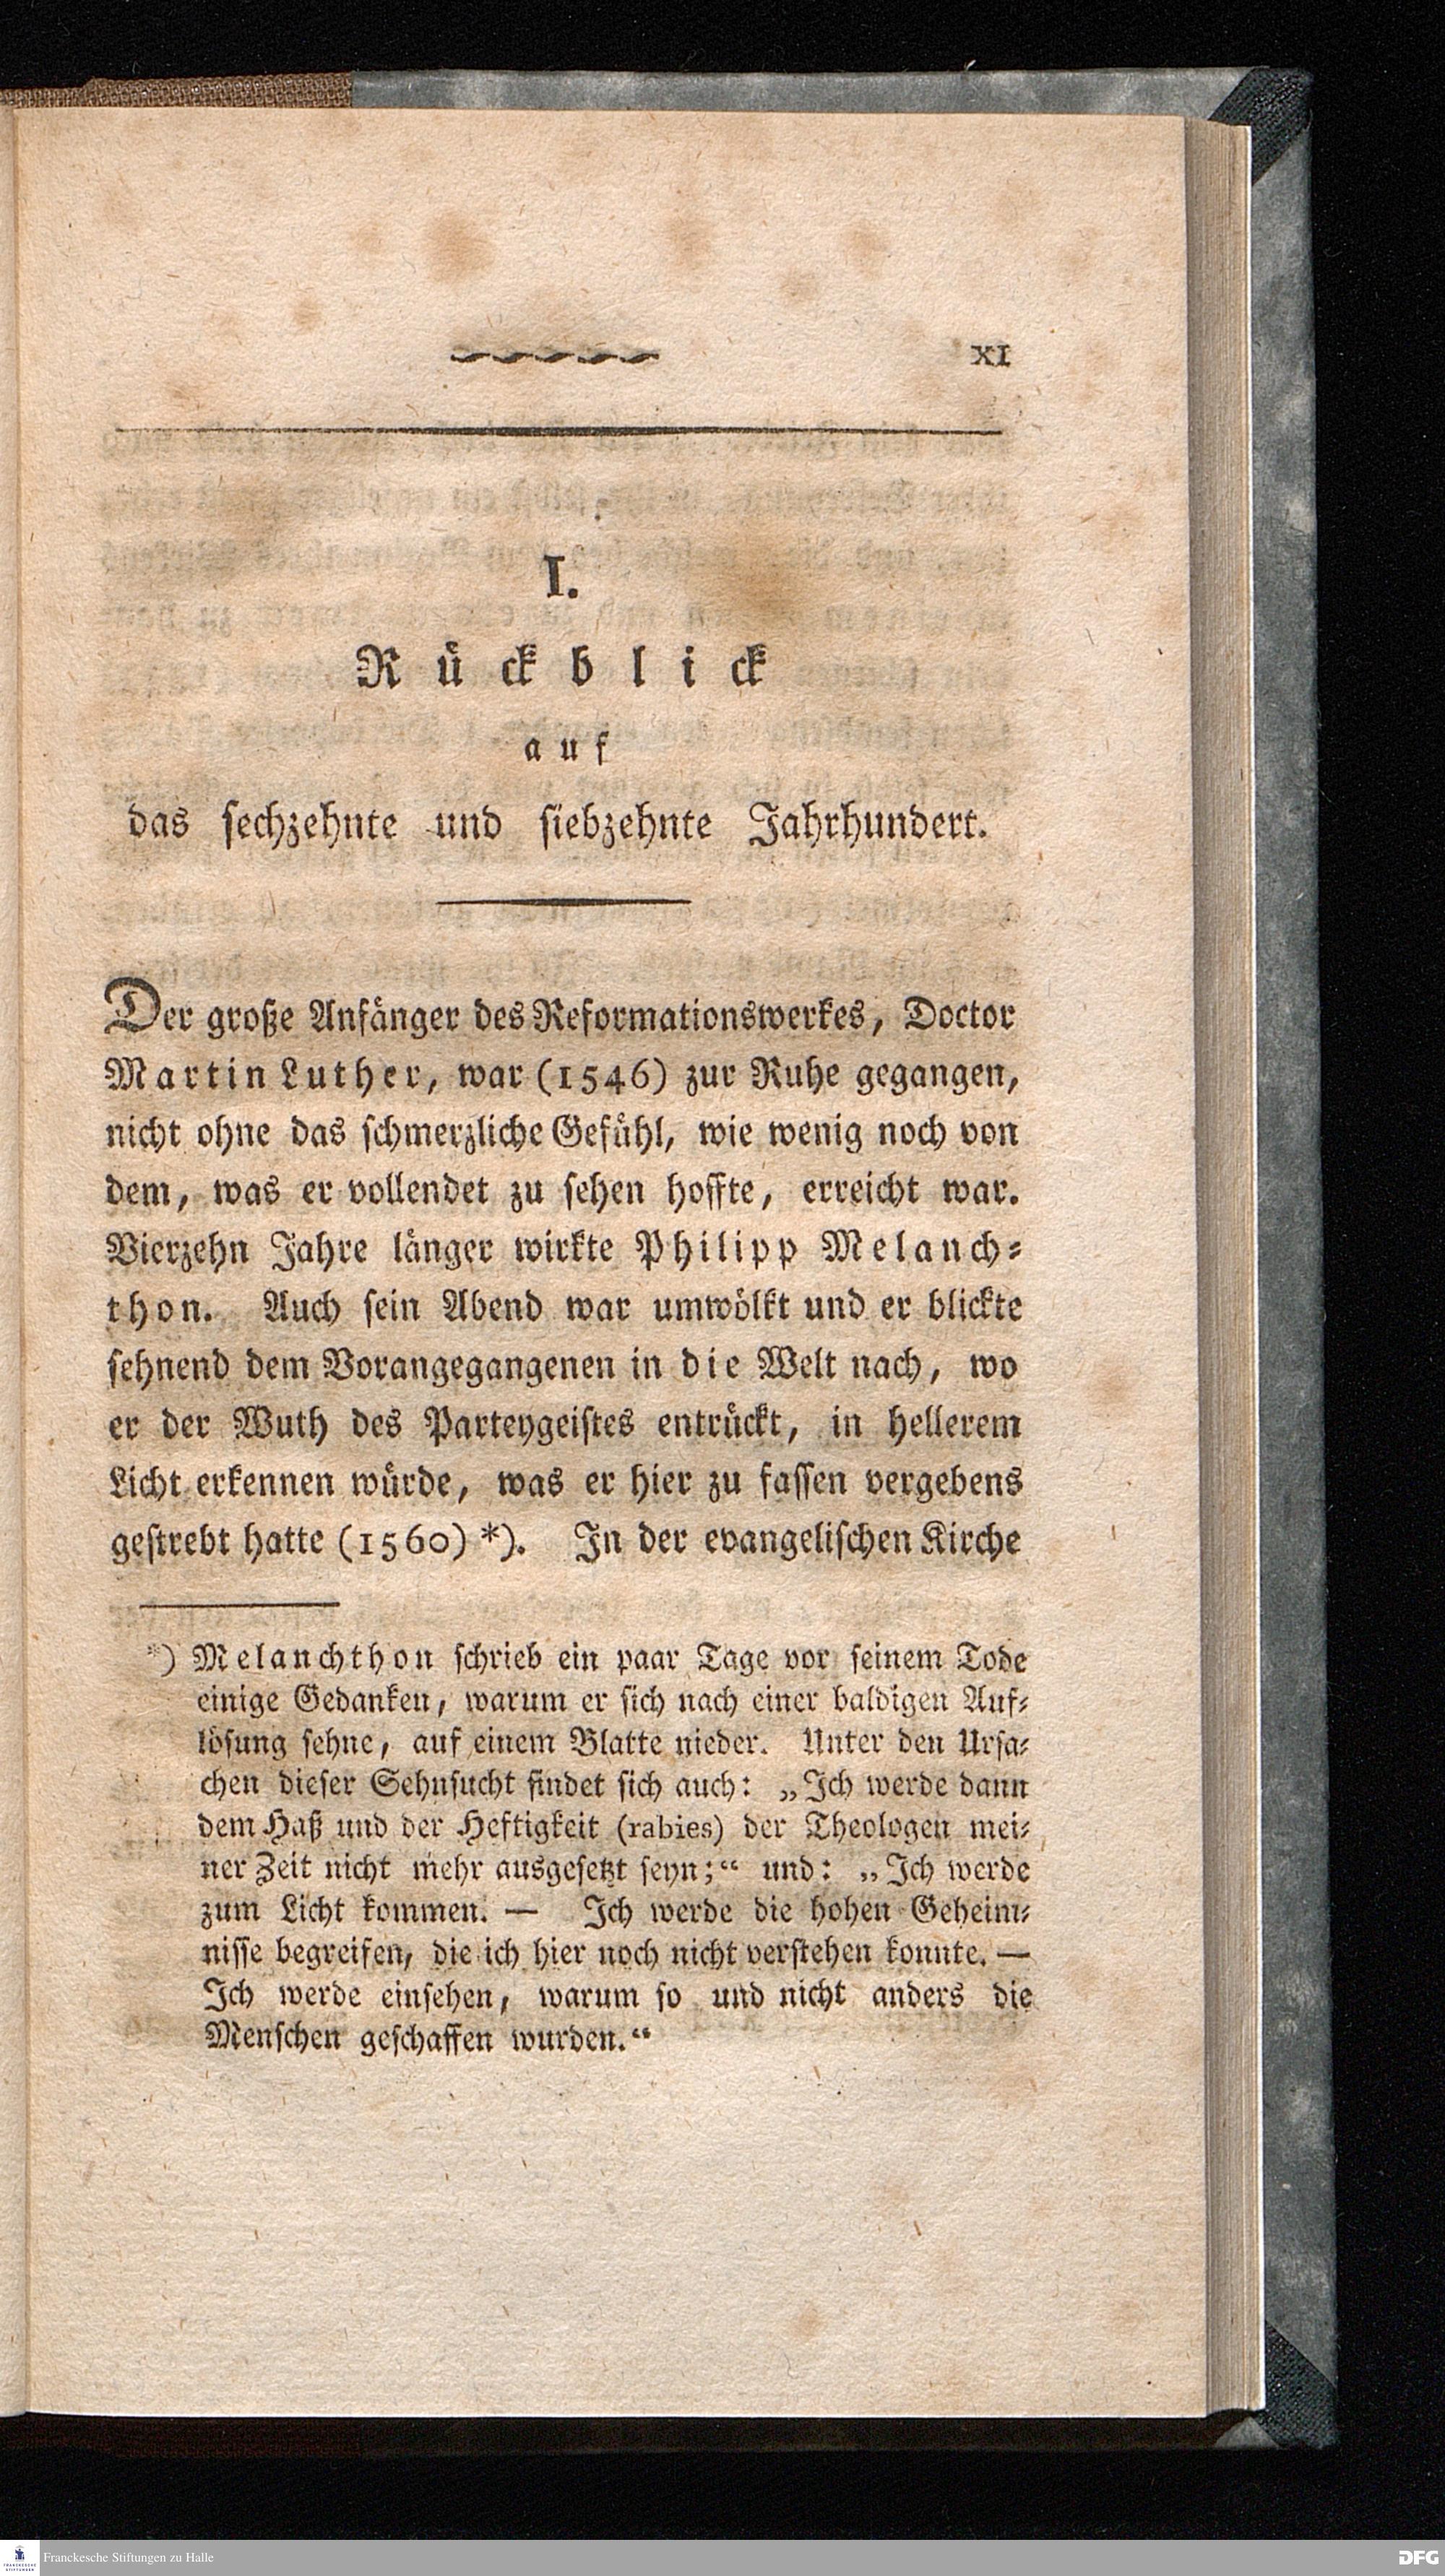 XI
I.
Rückblick
auf
das sechzehnte und siebzehnte Jahrhundert.
Der große Anfänger des Reformationswerkes, Doctor
Martin Luther, war (1546) zur Ruhe gegangen,
nicht ohne das schmerzliche Gefühl, wie wenig noch von
dem, was er vollendet zu sehen hoffte, erreicht war.
Vierzehn Jahre länger wirkte Philipp Melanch-
thon. Auch sein Abend war umwölkt und er blickte
sehnend dem Vorangegangenen in die Welt nach, wo
er der Wuth des Parteygeistes entrückt, in hellerem
Licht erkennen würde, was er hier zu fassen vergebens
gestrebt hatte (1560) *). In der evangelischen Kirche
*) Melanchthon schrieb ein paar Tage vor seinem Tode
einige Gedanken, warum er sich nach einer baldigen Auf-
lösung sehne, auf einem Blatte nieder. Unter den Ursa-
chen dieser Sehnsucht findet sich auch: „Ich werde dann
dem Haß und der Heftigkeit (rabies) der Theologen mei-
ner Zeit nicht mehr ausgesetzt seyn;“ und: „Ich werde
zum Licht kommen. — Ich werde die hohen Geheim-
nisse begreifen, die ich hier noch nicht verstehen konnte. —
Ich werde einsehen, warum so und nicht anders die
Menschen geschaffen wurden.“
FRANCKESCHE STIFTUNGEN
Franckesche Stiftungen zu Halle
DFG